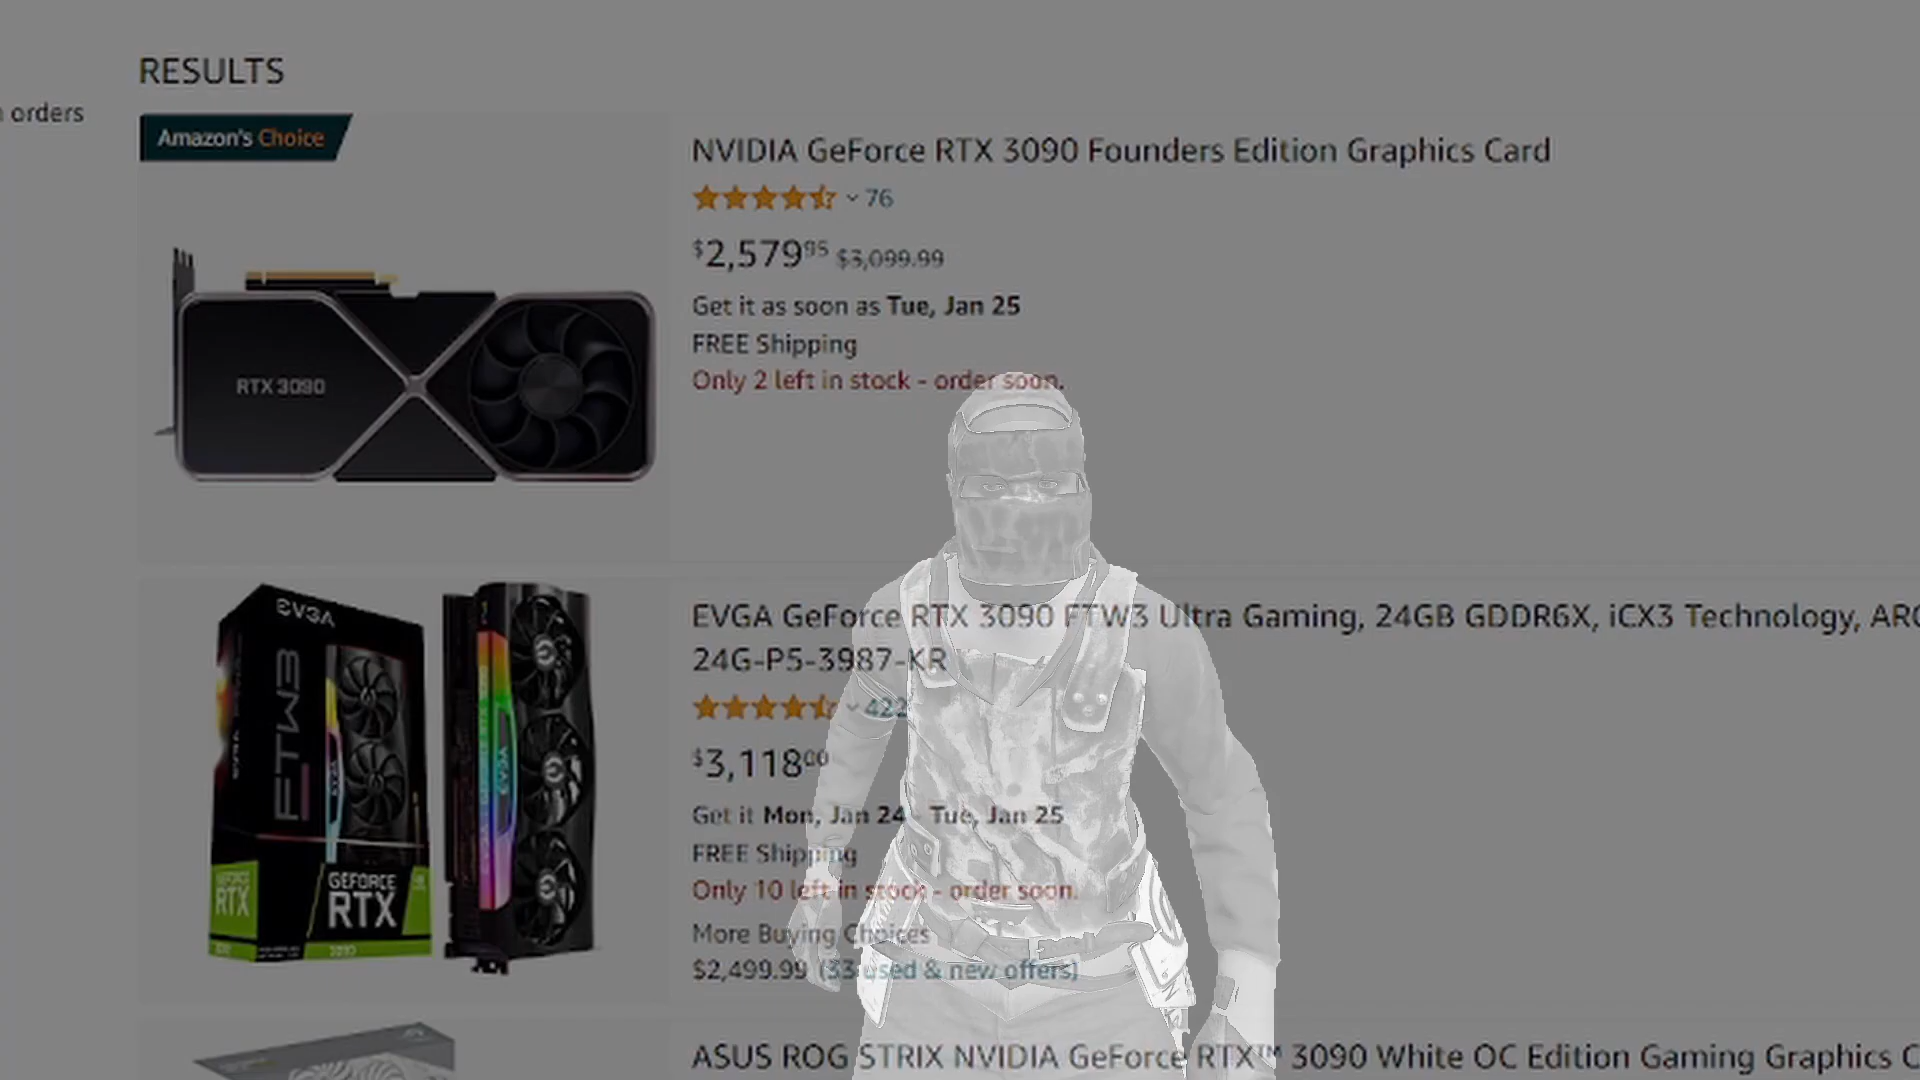 RESULTS
orders
Amazon's Choice
NVIDIA GeForce RTX 3090 Founders Edition Graphics Card
76
$2,579.95 $3,099.99
Get it as soon as Tue, Jan 25
FREE Shipping
Only 2 left in stock - order soon.
RTX 3090
EVGA GeForce RTX 3090 FTW3 Ultra Gaming, 24GB GDDR6X, iCX3 Technology,
24G-P5-3987-KR
422
$3,118.00
Get it Mon, Jan 24 - Tue, Jan 25
FREE Shipping
Only 10 left in stock - order soon.
More Buying Choices
$2,499.99 (33 used & new offers)
EVGA
FTW3
EVGA
GEFORCE
RTX
GEFORCE
RTX
3090
ASUS ROG STRIX NVIDIA GeForce RTX™ 3090 White OC Edition Gaming Graphics